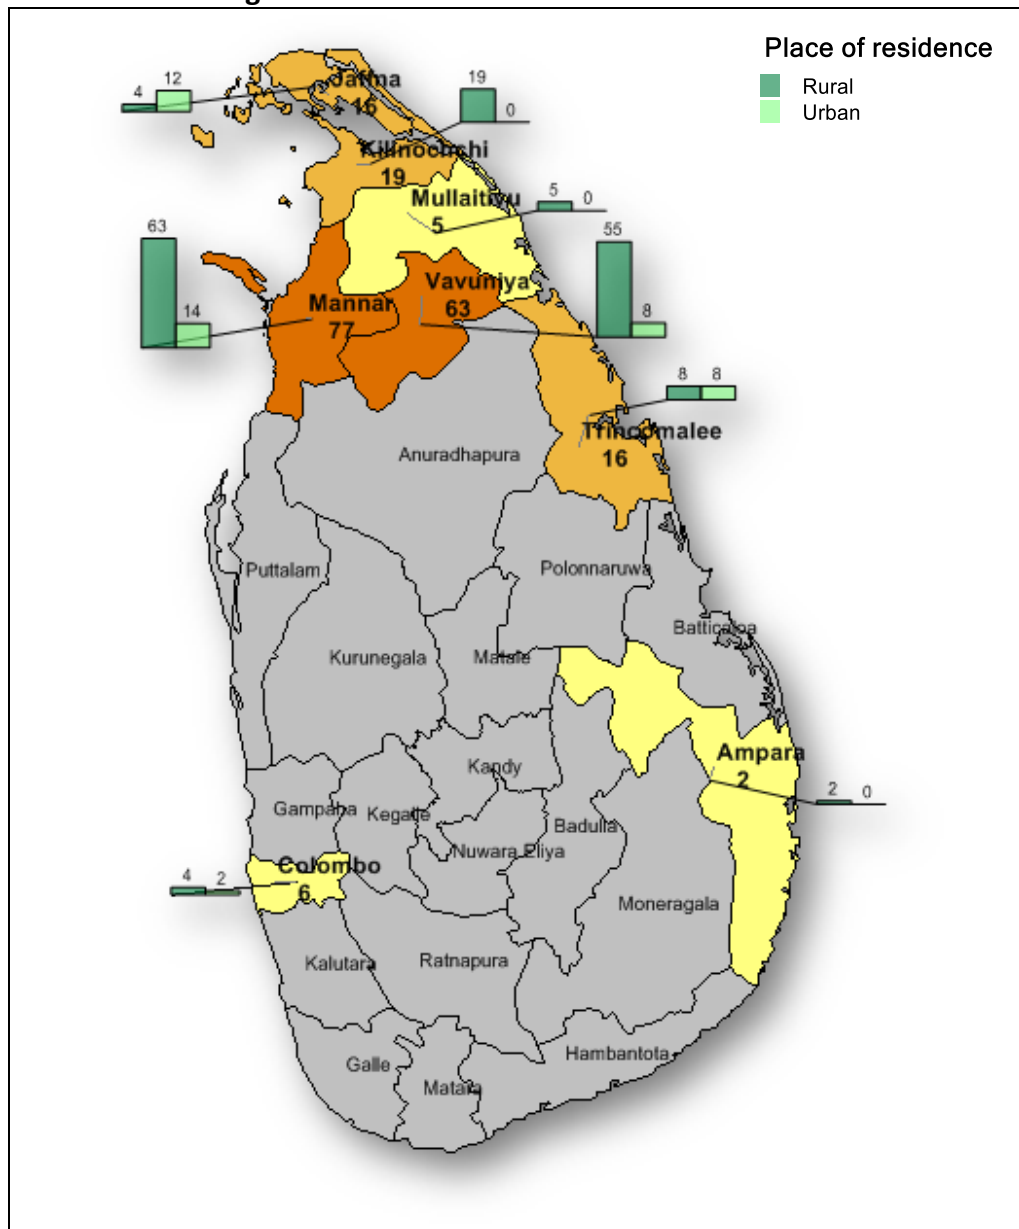 Place of residence
Rural
Urban
4 12
Jaffna
16
19 0
Kilinochchi
19
Mullaitivu
5
5 0
63 14
55 8
Vavuniya
63
Mannar
77
8 8
Trincomalee
16
Anuradhapura
Puttalam
Polonnaruwa
Batticaloa
Kurunegala
Matale
Ampara
2
2 0
Kandy
Gampaha
Kegalle
Badulla
Nuwara Eliya
Colombo
6
4 2
Moneragala
Kalutara
Ratnapura
Galle
Hambantota
Matara